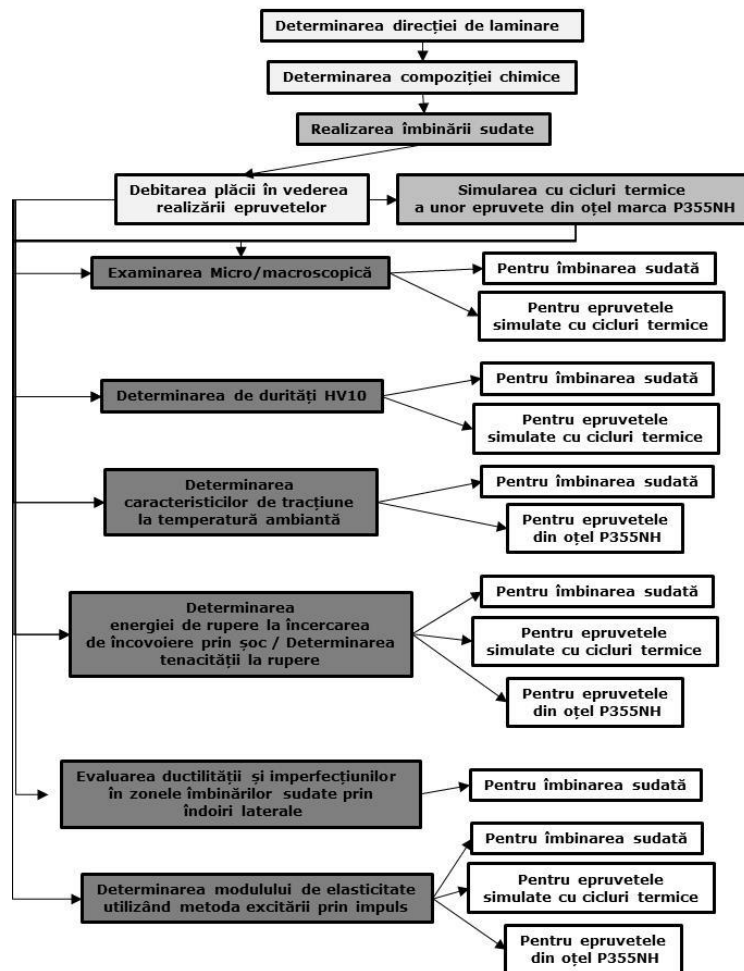 Determinarea direcției de laminare
Determinarea compoziției chimice
Realizarea îmbinării sudate
Debitarea plăcii în vederea
realizării epruvetelor
Simularea cu cicluri termice
a unor epruvete din oțel marca P355NH
Examinarea Micro/macroscopică
Pentru îmbinarea sudată
Pentru epruvetele
simulate cu cicluri termice
Determinarea de durități HV10
Pentru îmbinarea sudată
Pentru epruvetele
simulate cu cicluri termice
Determinarea
caracteristicilor de tracțiune
la temperatură ambiantă
Pentru îmbinarea sudată
Pentru epruvetele
din oțel P355NH
Determinarea
energiei de rupere la încercarea
de încovoiere prin șoc / Determinarea
tenacității la rupere
Pentru îmbinarea sudată
Pentru epruvetele
simulate cu cicluri termice
Pentru epruvetele
din oțel P355NH
Evaluarea ductilității și imperfecțiunilor
în zonele îmbinărilor sudate prin
îndoiri laterale
Pentru îmbinarea sudată
Determinarea modulului de elasticitate
utilizând metoda excitării prin impuls
Pentru îmbinarea sudată
Pentru epruvetele
simulate cu cicluri termice
Pentru epruvetele
din oțel P355NH